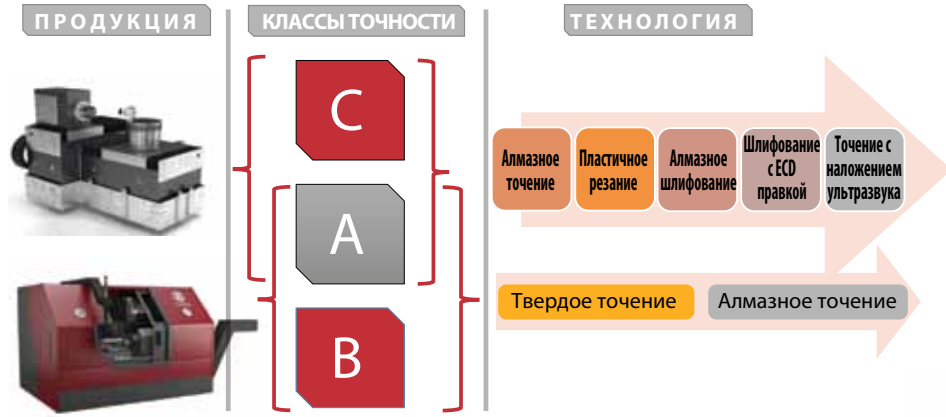 ПРОДУКЦИЯ
КЛАССЫ ТОЧНОСТИ
ТЕХНОЛОГИЯ
C
A
B
Алмазное
точение
Пластичное
резание
Алмазное
шлифование
Шлифование
с ECD
правкой
Точение с
наложением
ультразвука
Твердое точение
Алмазное точение